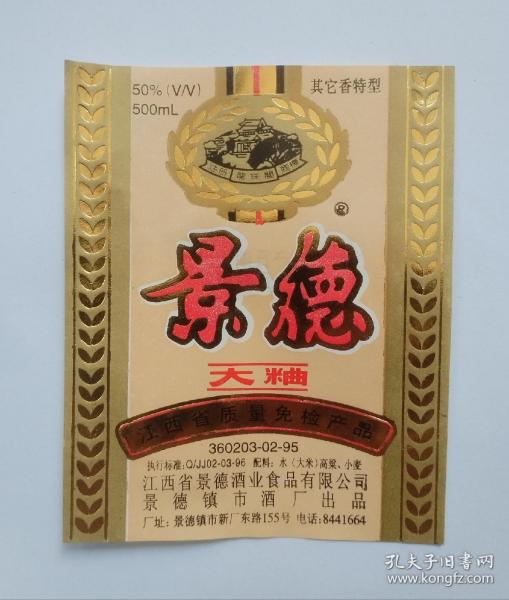 50% (V/V)
500mL
其它香特型
景德
大粬
江西省质量免检产品
360203-02-95
执行标准:Q/JJ02-03-96 配料: 水 (大米) 高粱、小麦
江西省景德酒业食品有限公司
景德镇市酒厂出品
厂址: 景德镇市新厂东路155号 电话: 8441664
孔夫子旧书网
www.kongfz.com